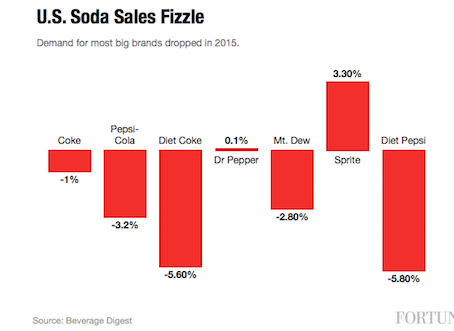 U.S. Soda Sales Fizzle
Demand for most big brands dropped in 2015.
3.30%
Coke
Pepsi-
Cola
Diet Coke
0.1%
Mt. Dew
Diet Pepsi
Dr Pepper
Sprite
-1%
-3.2%
-2.80%
-5.60%
-5.80%
Source: Beverage Digest
FORTUN